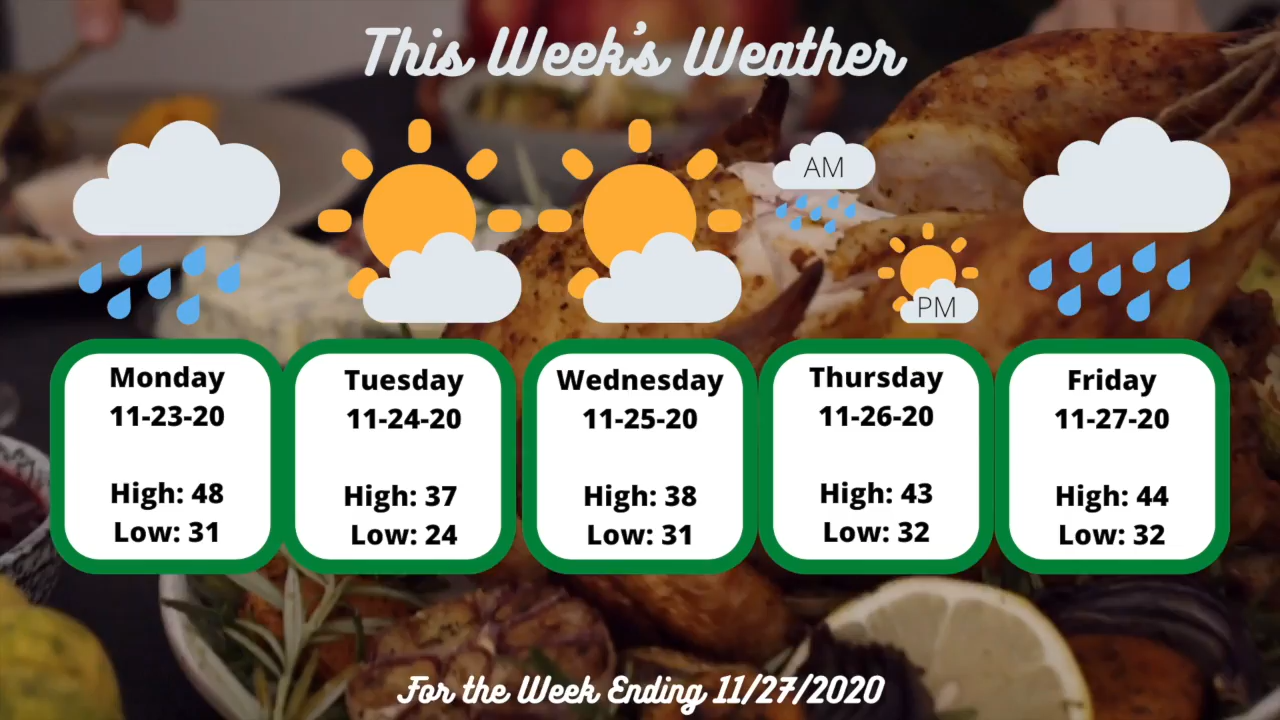 This Week's Weather
AM
PM
Monday
11-23-20
High: 48
Low: 31
Tuesday
11-24-20
High: 37
Low: 24
Wednesday
11-25-20
High: 38
Low: 31
Thursday
11-26-20
High: 43
Low: 32
Friday
11-27-20
High: 44
Low: 32
For the Week Ending 11/27/2020